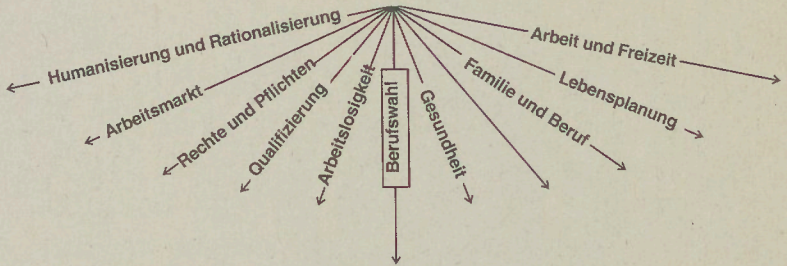 Humanisierung und Rationalisierung
Arbeitsmarkt
Rechte und Pflichten
Qualifizierung
Arbeitslosigkeit
Berufswahl
Gesundheit
Familie und Beruf
Lebensplanung
Arbeit und Freizeit